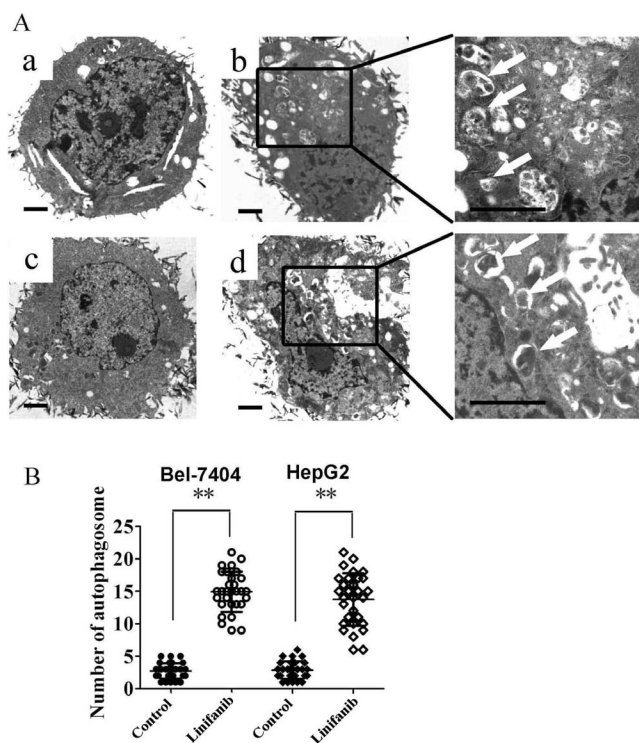 A
a
b
c
d
B
Bel-7404 HepG2
** **
25
20
15
10
5
0
Number of autophagosome
Control Linifanib Control Linifanib